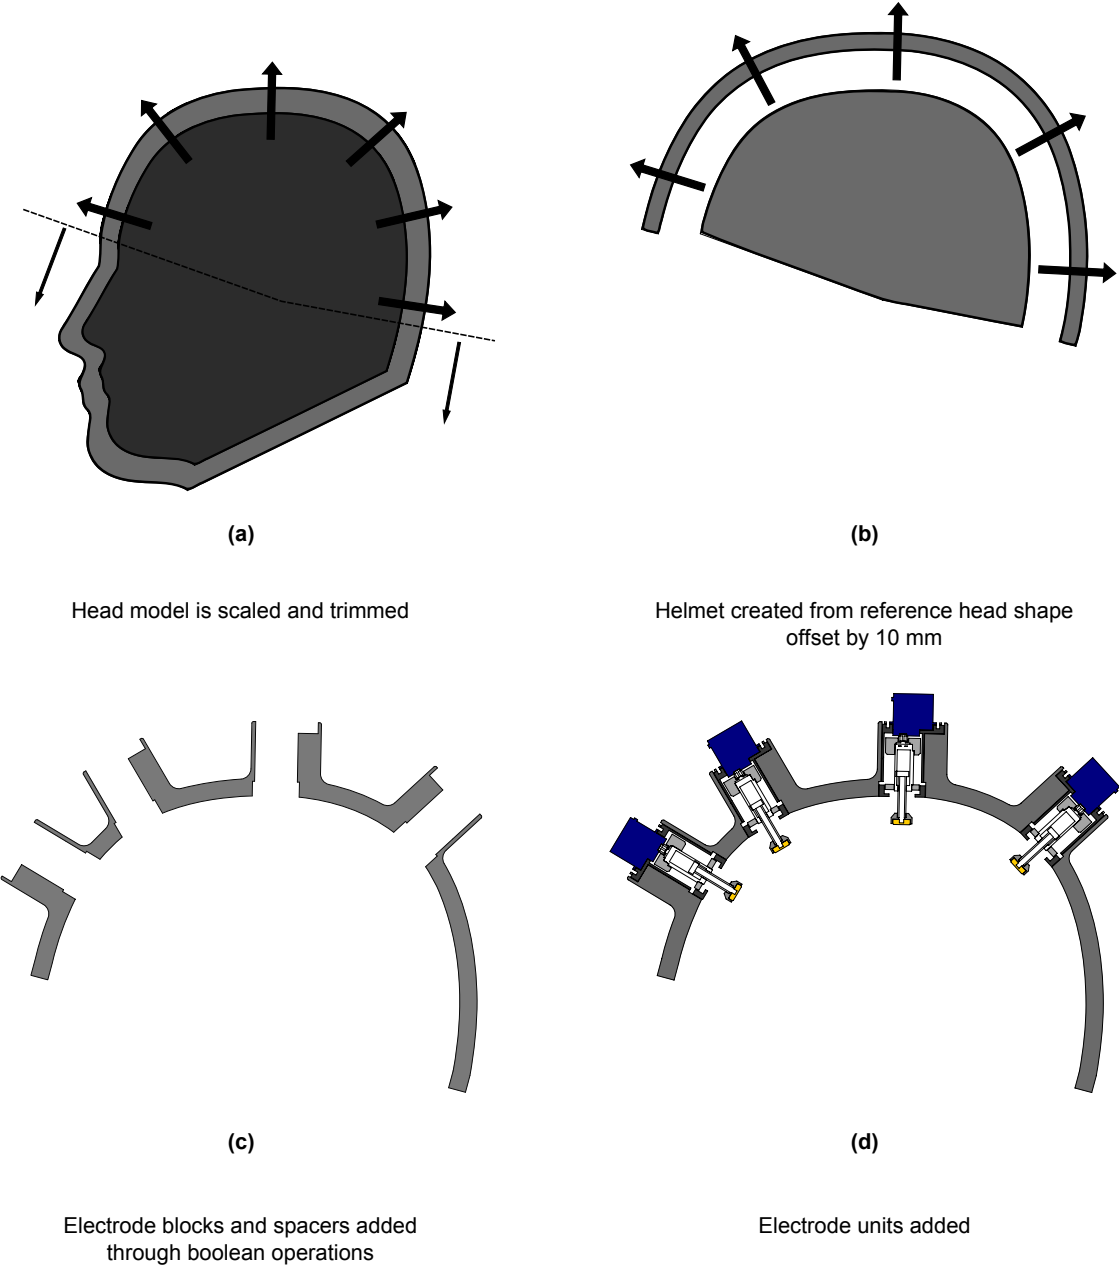 (a)
(b)
Head model is scaled and trimmed
Helmet created from reference head shape
offset by 10 mm
(c)
(d)
Electrode blocks and spacers added
through boolean operations
Electrode units added